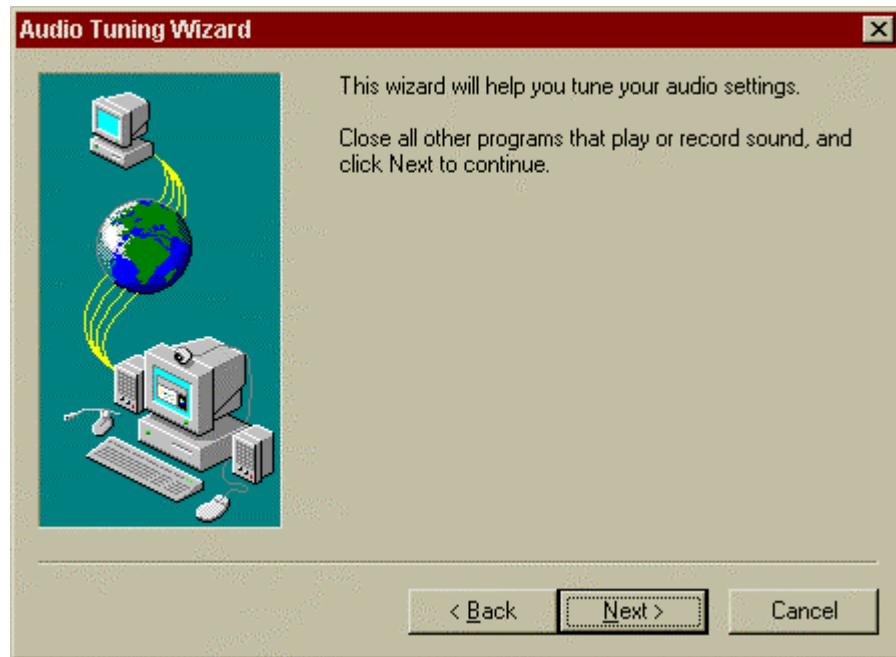 Audio Tuning Wizard
This wizard will help you tune your audio settings.
Close all other programs that play or record sound, and
click Next to continue.
< Back
Next >
Cancel